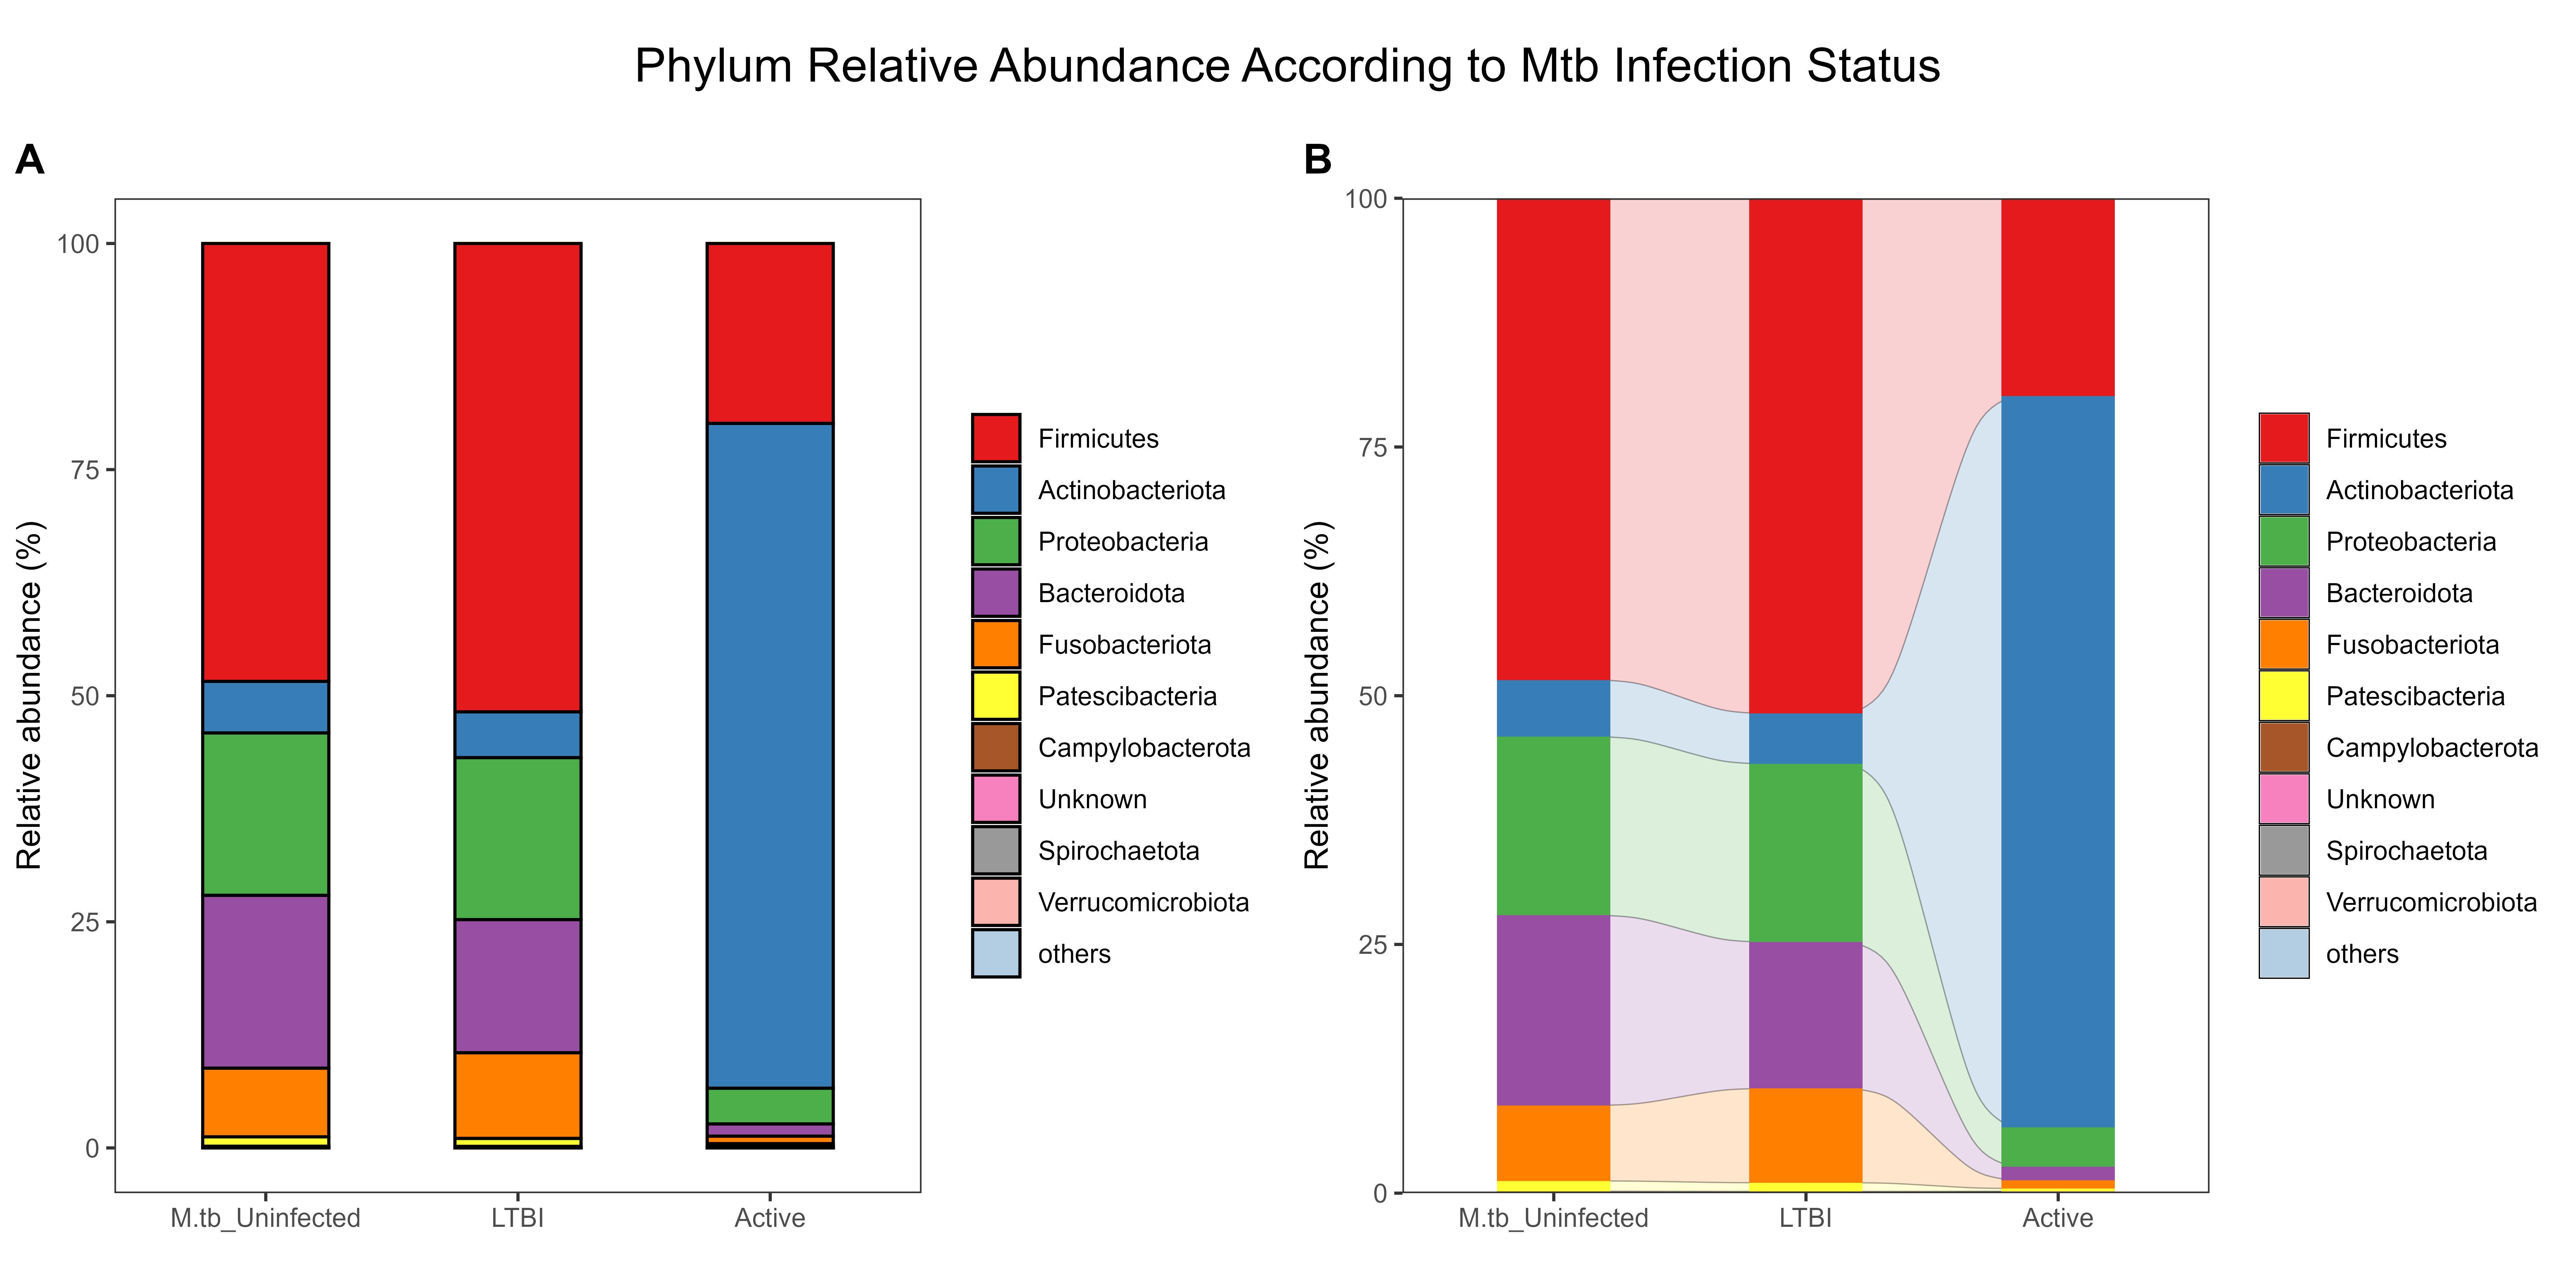 Phylum Relative Abundance According to Mtb Infection Status
A
Relative abundance (%)
100
75
50
25
0
M.tb_Uninfected
LTBI
Active
Firmicutes
Actinobacteriota
Proteobacteria
Bacteroidota
Fusobacteriota
Patescibacteria
Campylobacterota
Unknown
Spirochaetota
Verrucomicrobiota
others
B
Relative abundance (%)
100
75
50
25
0
M.tb_Uninfected
LTBI
Active
Firmicutes
Actinobacteriota
Proteobacteria
Bacteroidota
Fusobacteriota
Patescibacteria
Campylobacterota
Unknown
Spirochaetota
Verrucomicrobiota
others